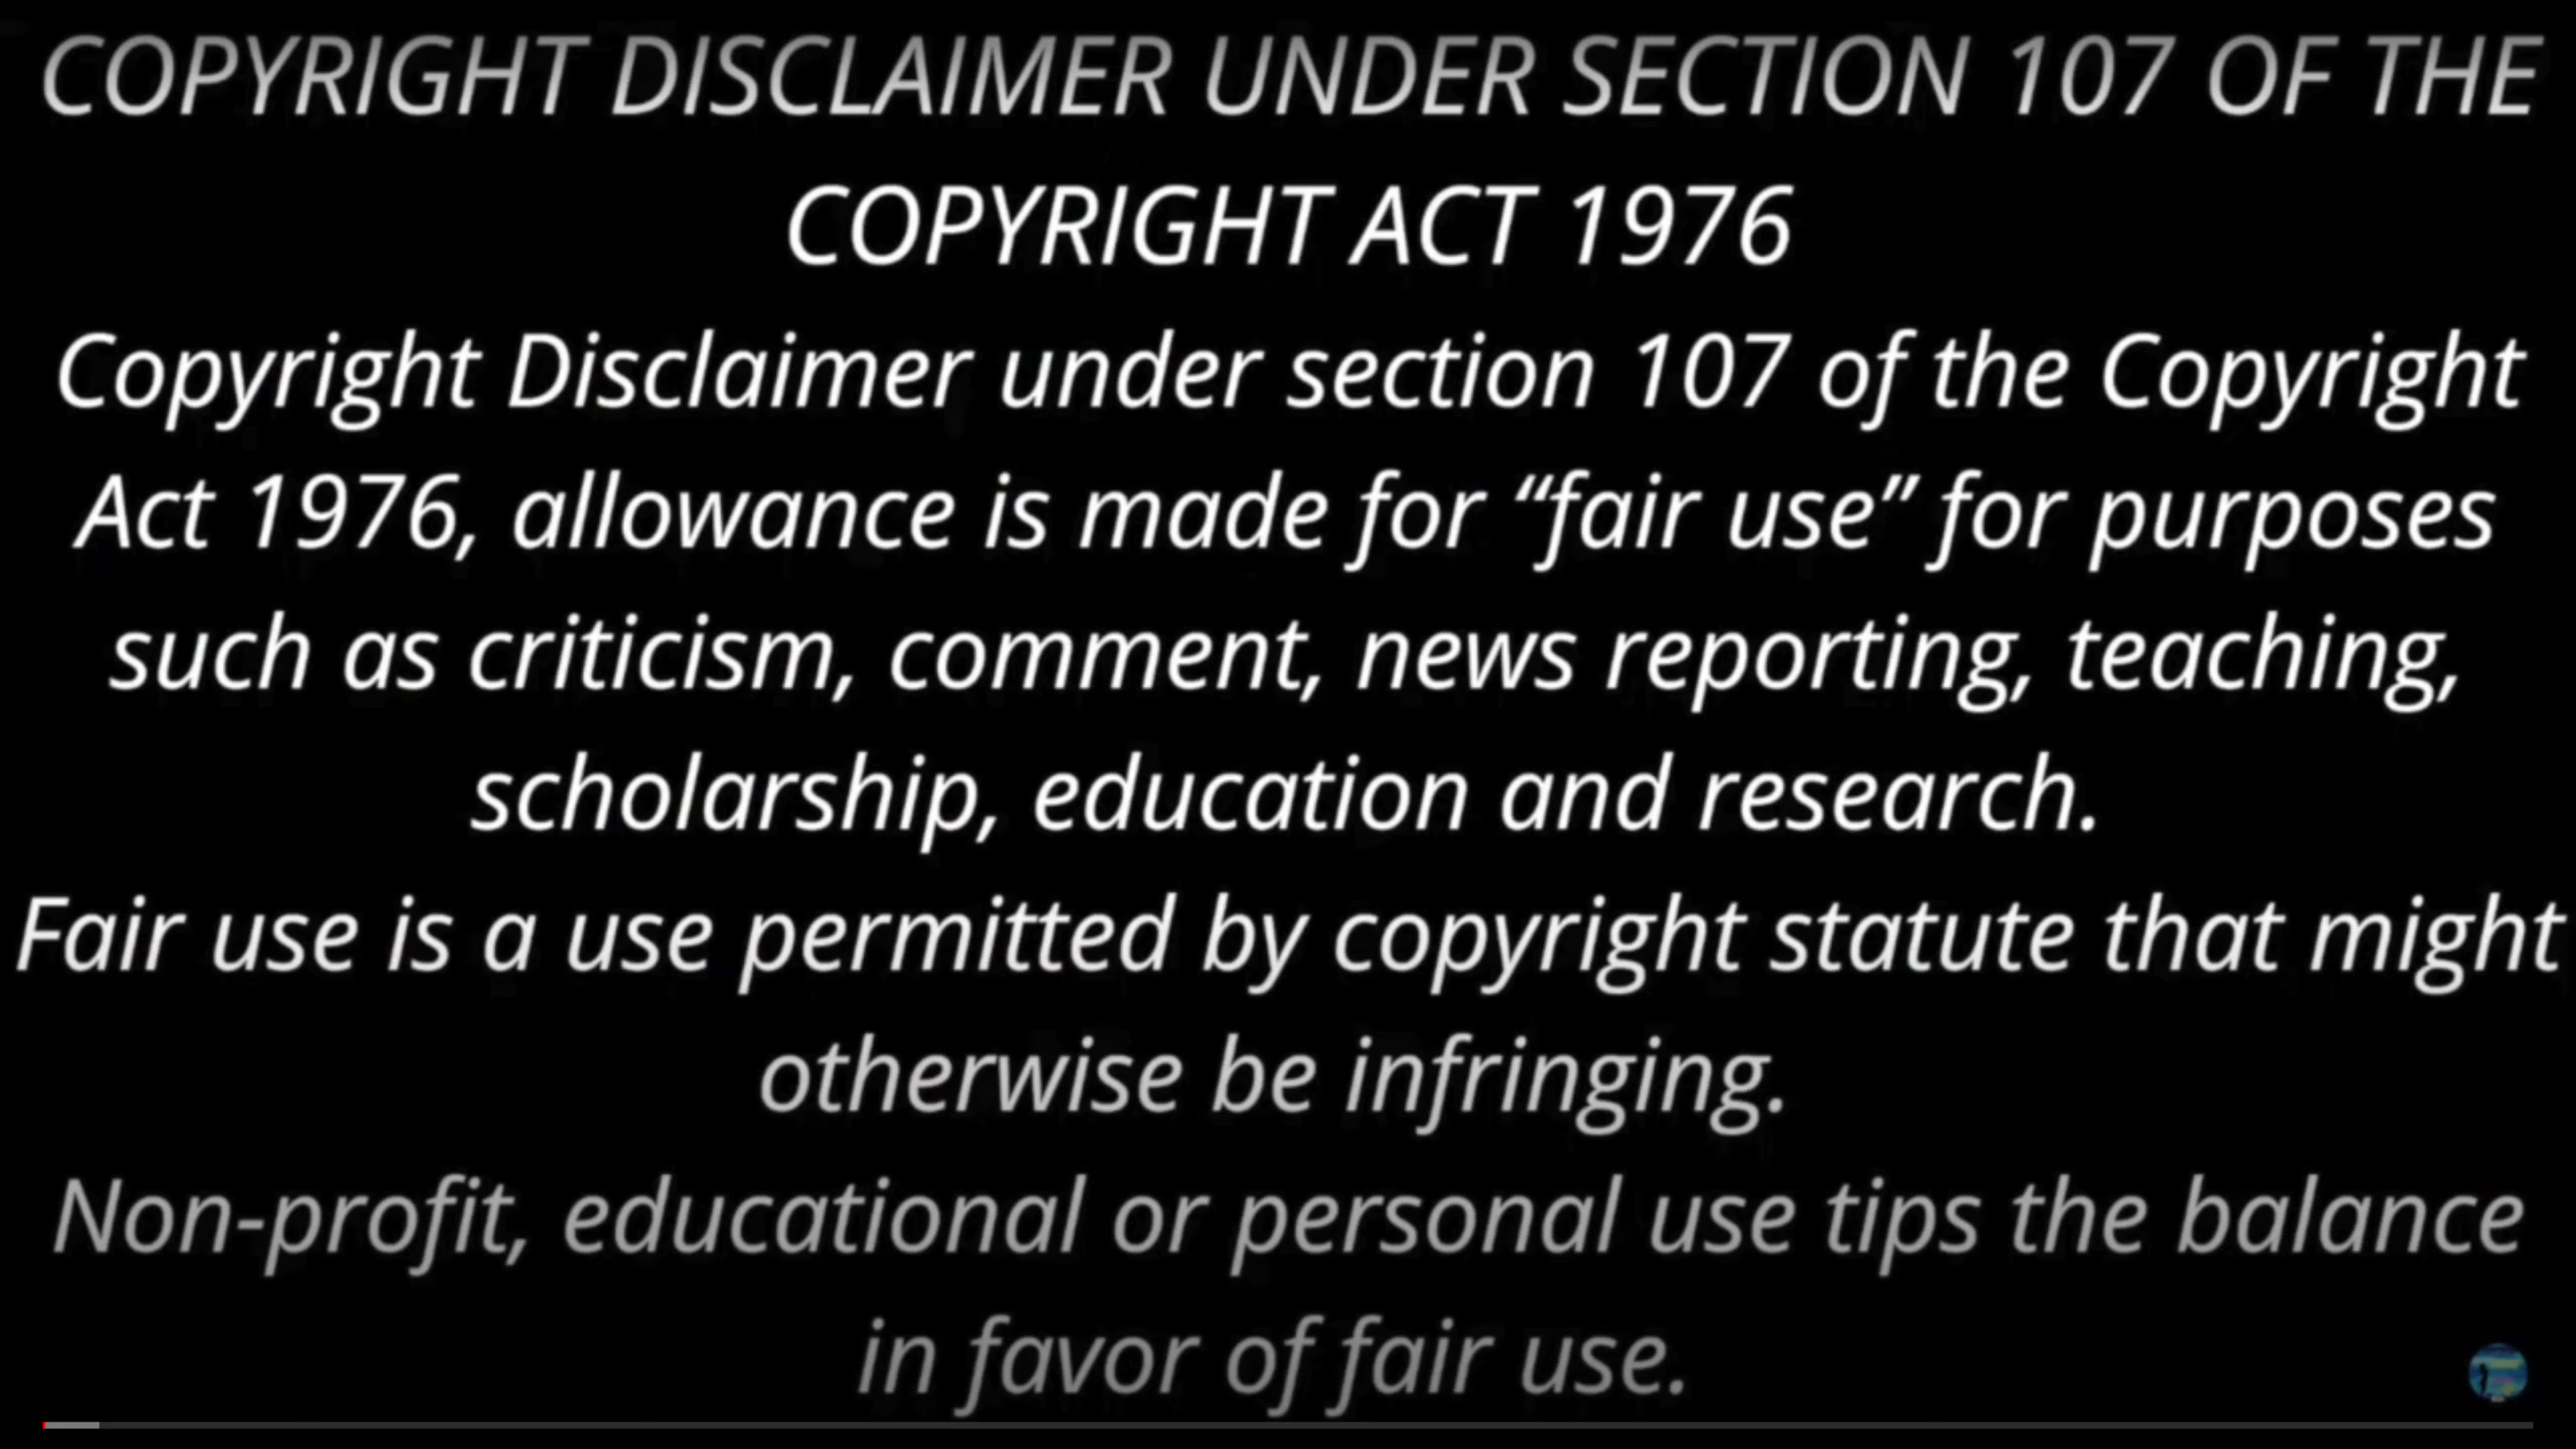 COPYRIGHT DISCLAIMER UNDER SECTION 107 OF THE
COPYRIGHT ACT 1976
Copyright Disclaimer under section 107 of the Copyright
Act 1976, allowance is made for “fair use” for purposes
such as criticism, comment, news reporting, teaching,
scholarship, education and research.
Fair use is a use permitted by copyright statute that might
otherwise be infringing.
Non-profit, educational or personal use tips the balance
in favor of fair use.